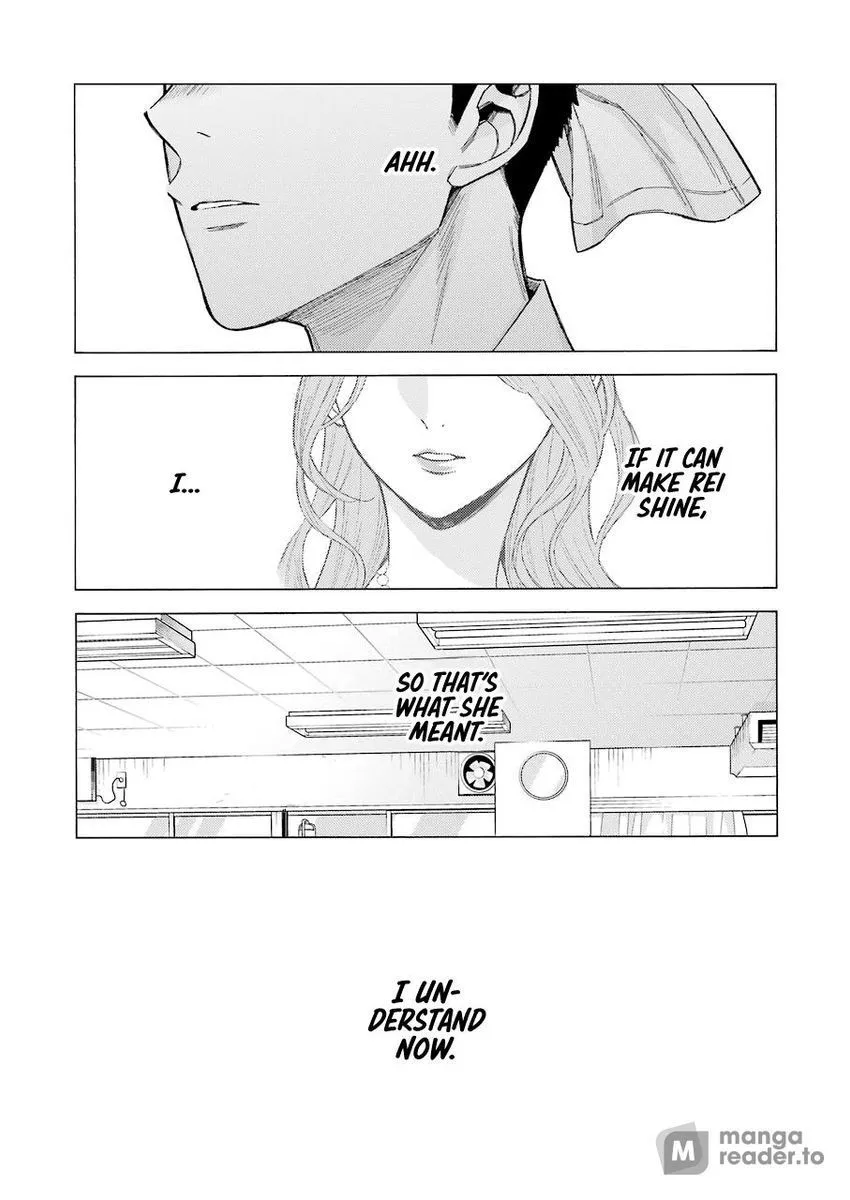 AHH.
IF IT CAN
MAKE REI
SHINE,
I...
SO THAT'S
WHAT SHE
MEANT.
I UN-
DERSTAND
NOW.
M manga
reader.to